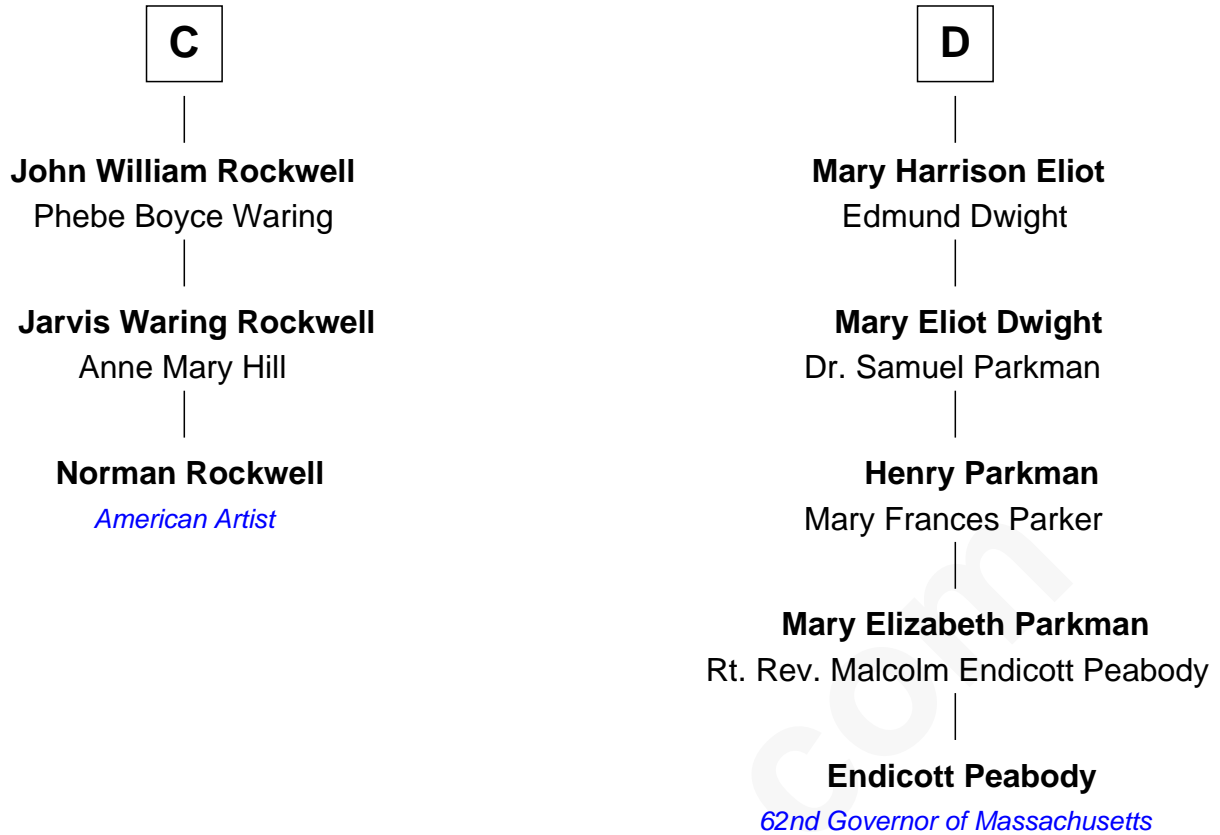 C
John William Rockwell
Phebe Boyce Waring
Jarvis Waring Rockwell
Anne Mary Hill
Norman Rockwell
American Artist
D
Mary Harrison Eliot
Edmund Dwight
Mary Eliot Dwight
Dr. Samuel Parkman
Henry Parkman
Mary Frances Parker
Mary Elizabeth Parkman
Rt. Rev. Malcolm Endicott Peabody
Endicott Peabody
62nd Governor of Massachusetts
com